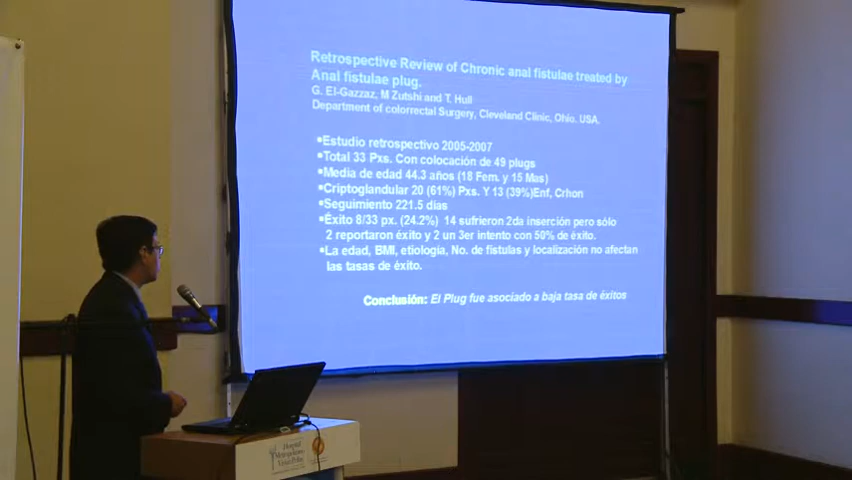 Retrospective Review of Chronic anal fistulae treated by
Anal fistulae plug.
G. El-Gazzaz, M Zutshi and T. Hull
Department of colorrectal Surgery, Cleveland Clinic, Ohio. USA.
•Estudio retrospectivo 2005-2007
•Total 33 Pxs. Con colocación de 49 plugs
•Media de edad 44.3 años (18 Fem. y 15 Mas)
•Criptoglandular 20 (61%) Pxs. Y 13 (39%)Enf, Crhon
•Seguimiento 221.5 días
•Éxito 8/33 px. (24.2%) 14 sufrieron 2da inserción pero sólo
2 reportaron éxito y 2 un 3er intento con 50% de éxito.
•La edad, BMI, etiología, No. de fistulas y localización no afectan
las tasas de éxito.
Conclusión: El Plug fue asociado a baja tasa de éxitos
Hospital
Metropolitano